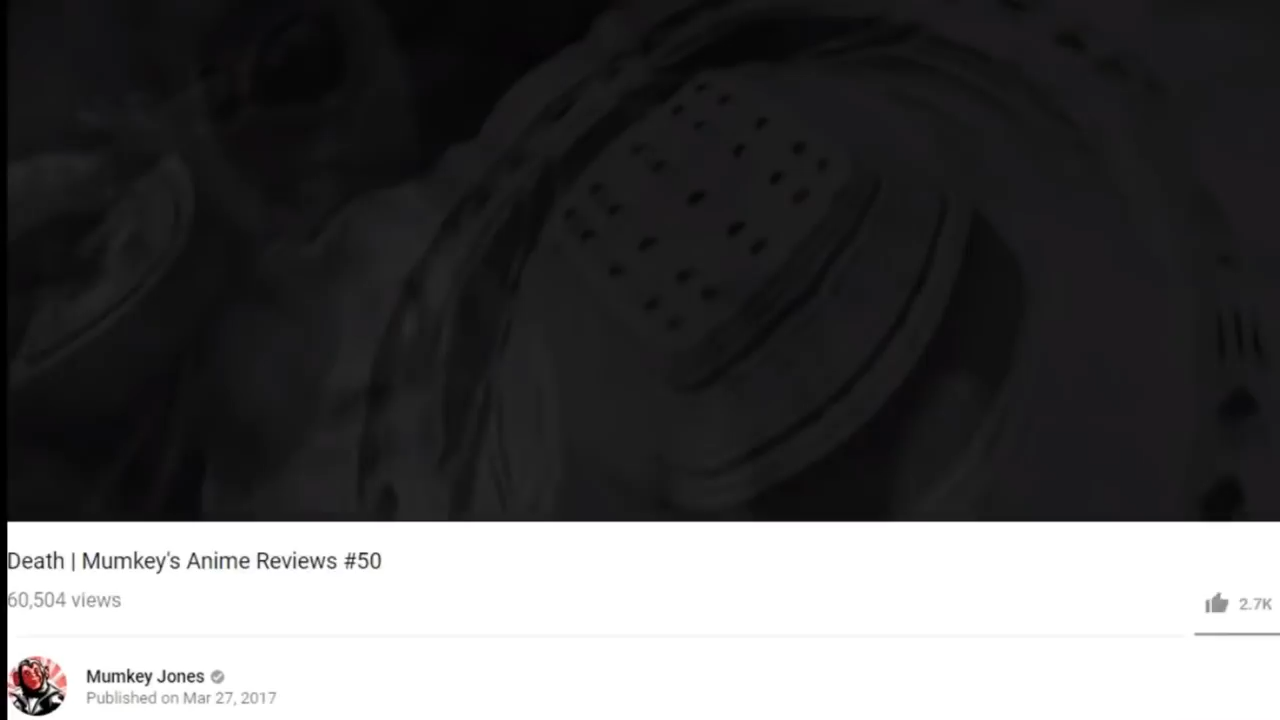 Death | Mumkey's Anime Reviews #50
60,504 views
2.7K
Mumkey Jones
Published on Mar 27, 2017